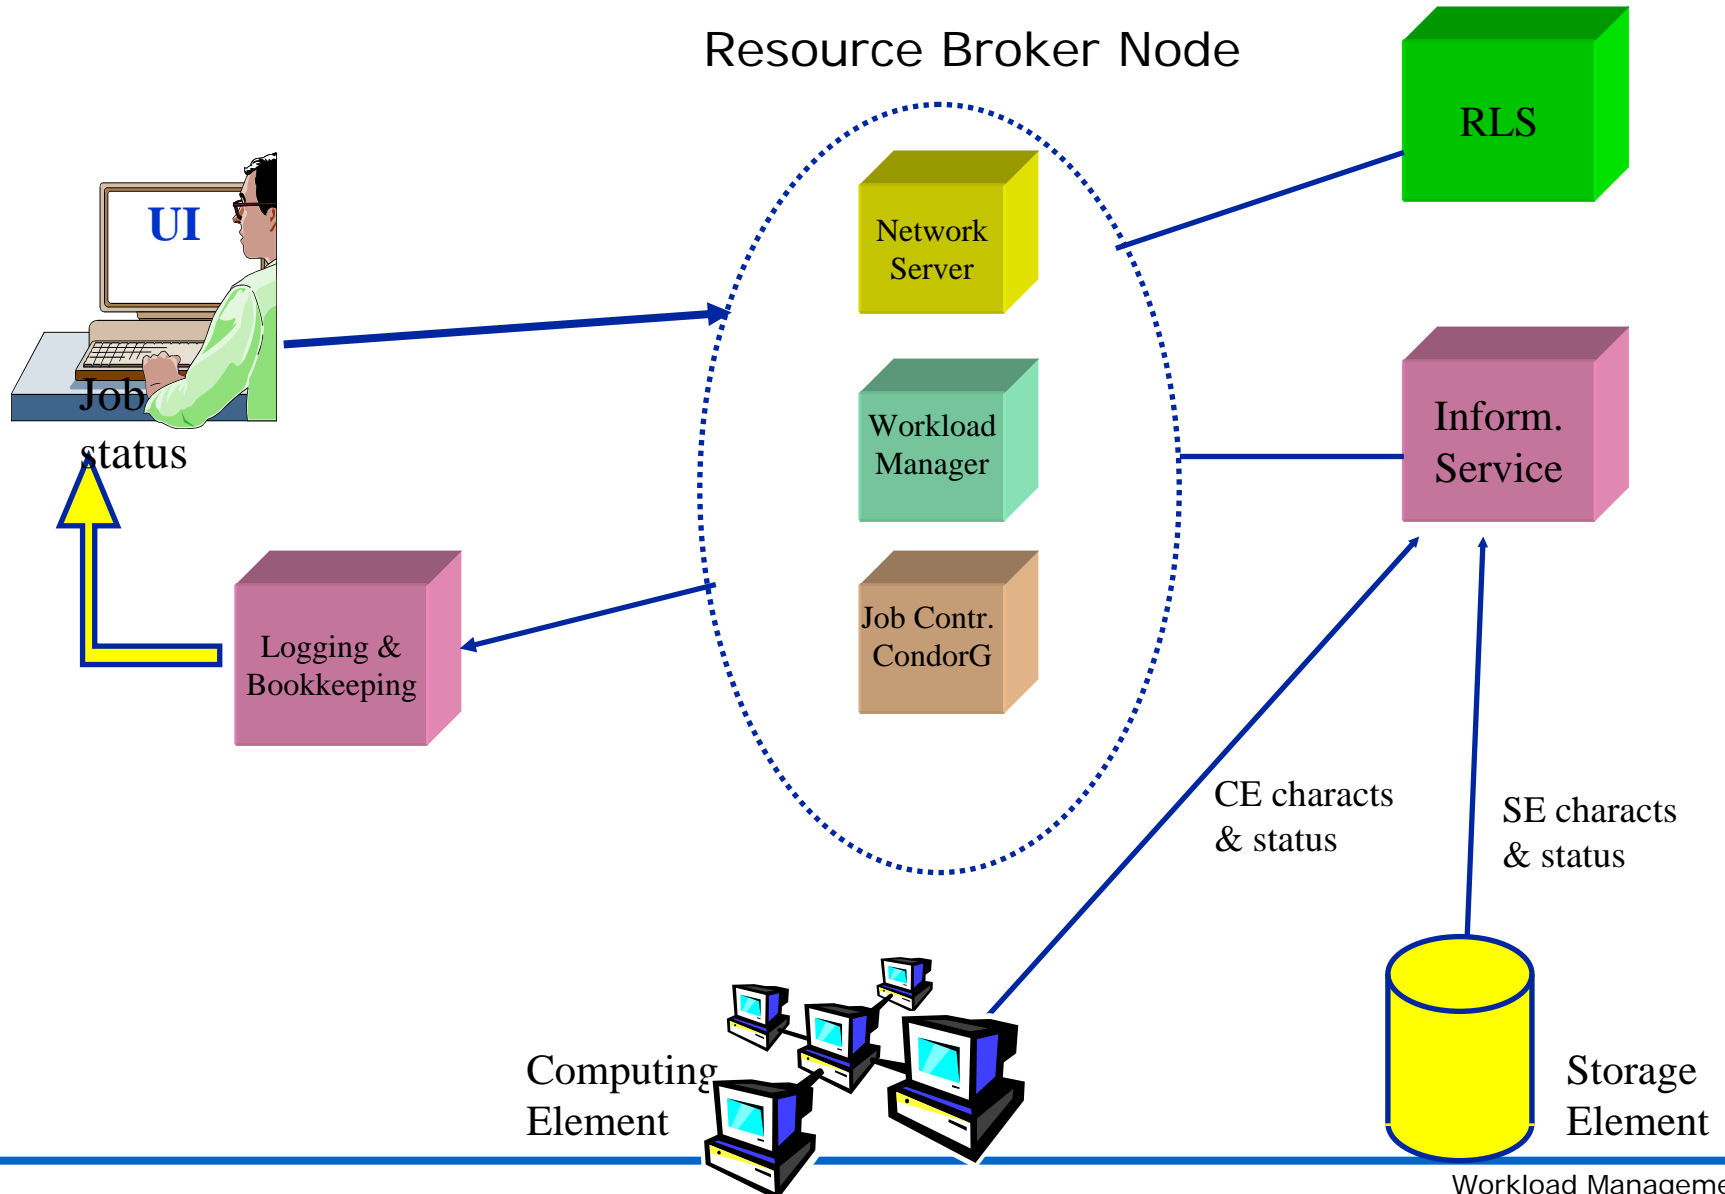 Resource Broker Node
RLS
UI
Network
Server
Job
status
Workload
Manager
Inform.
Service
Job Contr.
CondorG
Logging &
Bookkeeping
CE characts
& status
SE characts
& status
Computing
Element
Storage
Element
Workload